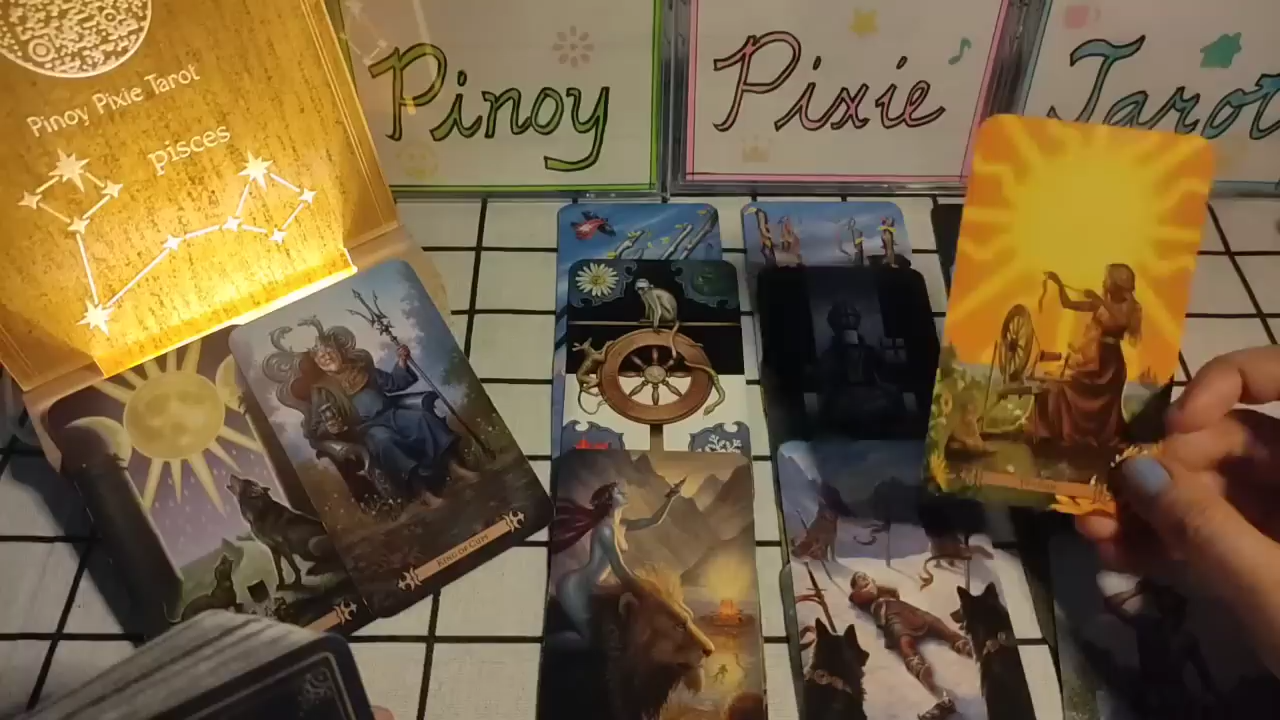 Pinoy Pixie Tarot
pisces
Pinoy
Pixie
Tarot
KING OF CUPS